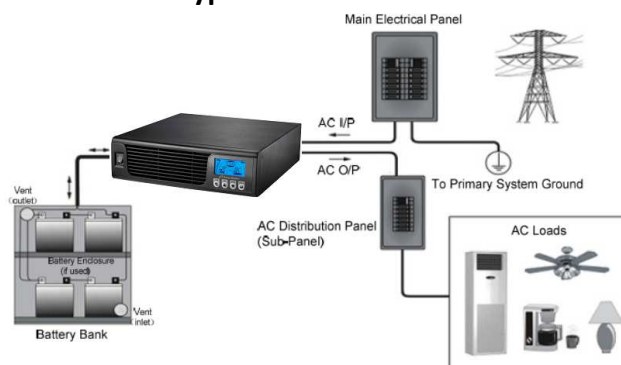 Main Electrical Panel
AC I/P
AC O/P
To Primary System Ground
Vent
(outlet)
AC Distribution Panel
(Sub-Panel)
AC Loads
Battery Enclosure
(if used)
Vent
(inlet)
Battery Bank